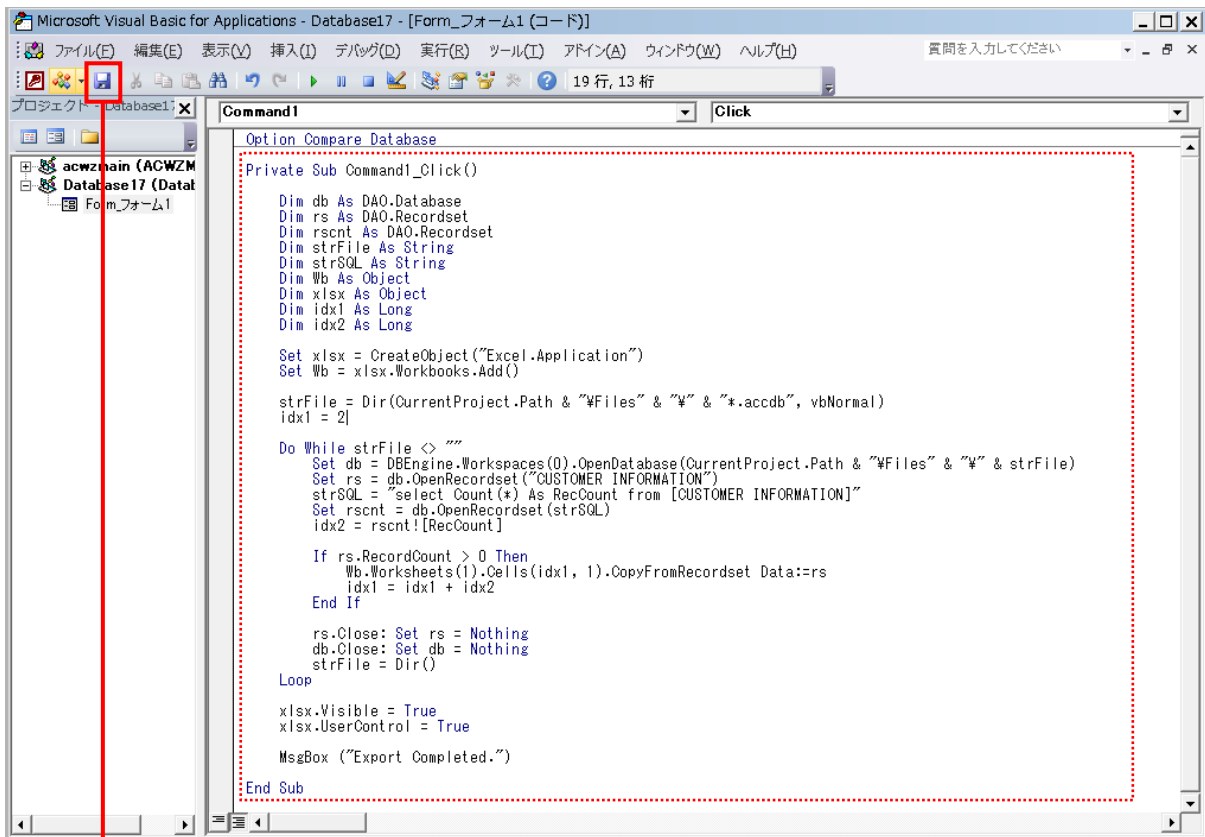 Microsoft Visual Basic for Applications - Database17 - [Form_フォーム1 (コード)]
ファイル(F) 編集(E) 表示(V) 挿入(I) デバッグ(D) 実行(R) ツール(T) アドイン(A) ウィンドウ(W) ヘルプ(H) 質問を入力してください
19 行, 13 桁
プロジェクト - Database17
Command1 Click
acwzmain (ACWZM
Database17 (Datab
Form_フォーム1
Option Compare Database
Private Sub Command1_Click()
Dim db As DAO.Database
Dim rs As DAO.Recordset
Dim rscnt As DAO.Recordset
Dim strFile As String
Dim strSQL As String
Dim Wb As Object
Dim xlsx As Object
Dim idx1 As Long
Dim idx2 As Long
Set xlsx = CreateObject("Excel.Application")
Set Wb = xlsx.Workbooks.Add()
strFile = Dir(CurrentProject.Path & "¥Files" & "¥" & "*.accdb", vbNormal)
idx1 = 2
Do While strFile <> ""
Set db = DBEngine.Workspaces(0).OpenDatabase(CurrentProject.Path & "¥Files" & "¥" & strFile)
Set rs = db.OpenRecordset("CUSTOMER INFORMATION")
strSQL = "select Count(*) As RecCount from [CUSTOMER INFORMATION]"
Set rscnt = db.OpenRecordset(strSQL)
idx2 = rscnt![RecCount]
If rs.RecordCount > 0 Then
Wb.Worksheets(1).Cells(idx1, 1).CopyFromRecordset Data:=rs
idx1 = idx1 + idx2
End If
rs.Close: Set rs = Nothing
db.Close: Set db = Nothing
strFile = Dir()
Loop
xlsx.Visible = True
xlsx.UserControl = True
MsgBox ("Export Completed.")
End Sub